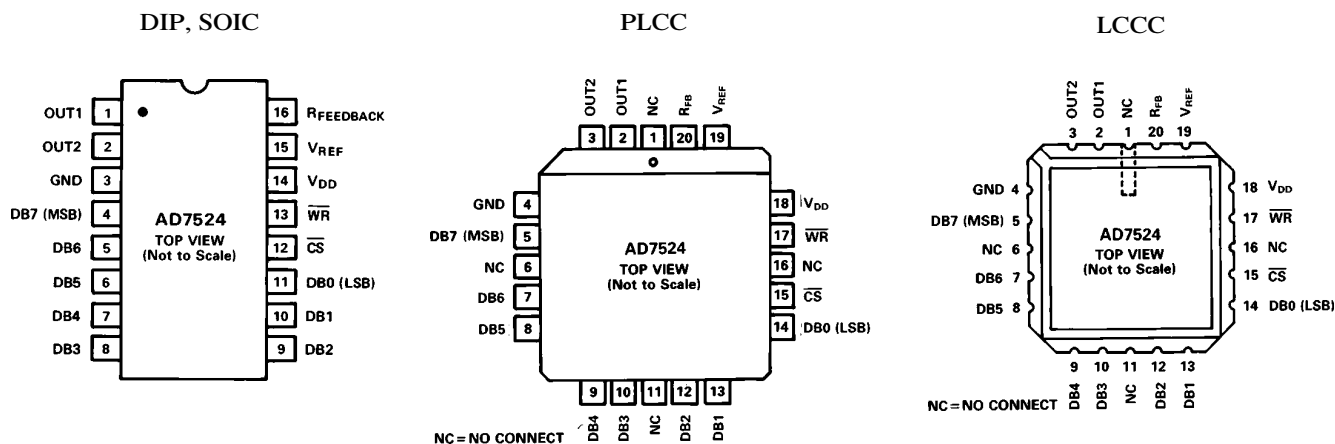 DIP, SOIC
OUT1 1
OUT2 2
GND 3
DB7 (MSB) 4
DB6 5
DB5 6
DB4 7
DB3 8
16 RFEEDBACK
15 VREF
14 VDD
13 WR
12 CS
11 DB0 (LSB)
10 DB1
9 DB2
AD7524
TOP VIEW
(Not to Scale)
PLCC
OUT2 OUT1 NC RFB VREF
3 2 1 20 19
GND 4
DB7 (MSB) 5
NC 6
DB6 7
DB5 8
18 VDD
17 WR
16 NC
15 CS
14 DB0 (LSB)
AD7524
TOP VIEW
(Not to Scale)
9 10 11 12 13
DB4 DB3 NC DB2 DB1
NC = NO CONNECT
LCCC
OUT2 OUT1 NC RFB VREF
3 2 1 20 19
GND 4
DB7 (MSB) 5
NC 6
DB6 7
DB5 8
18 VDD
17 WR
16 NC
15 CS
14 DB0 (LSB)
AD7524
TOP VIEW
(Not to Scale)
9 10 11 12 13
DB4 DB3 NC DB2 DB1
NC = NO CONNECT